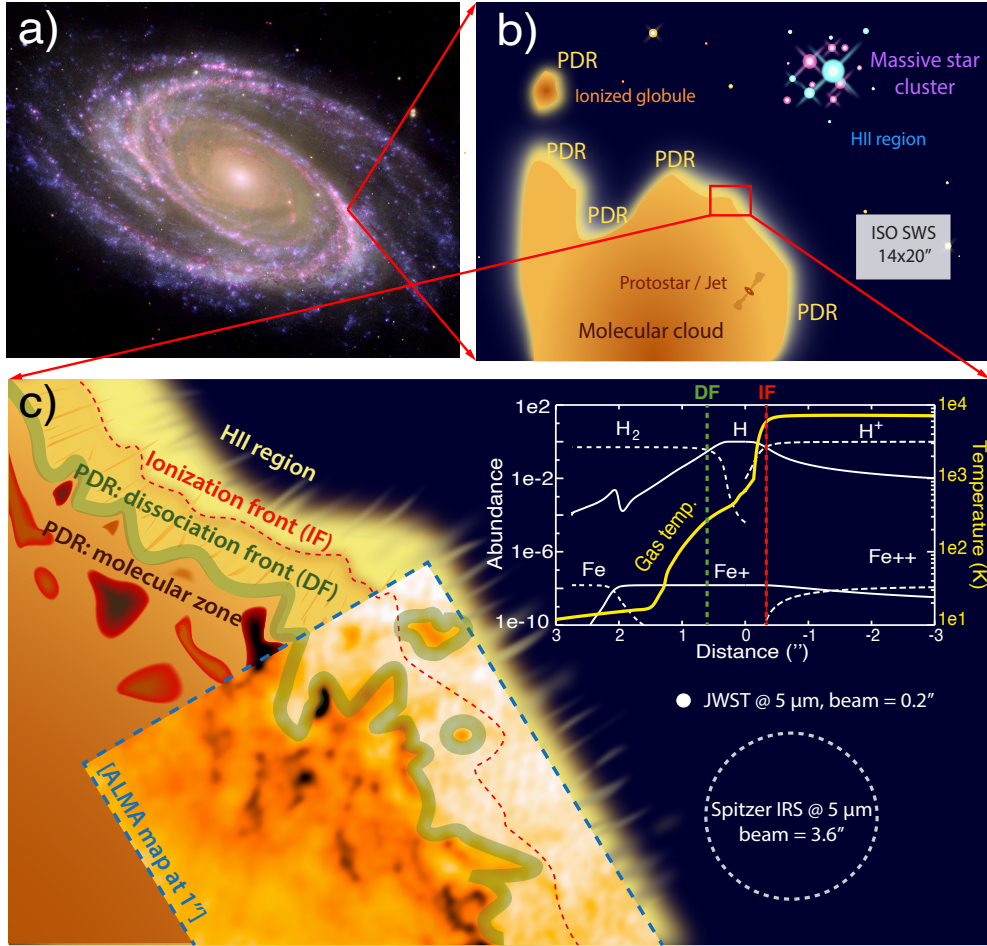 a)
b)
PDR
Ionized globule
Massive star
cluster
HII region
PDR
PDR
PDR
ISO SWS
14x20”
Protostar / Jet
PDR
Molecular cloud
c)
HII region
Ionization front (IF)
PDR: dissociation front (DF)
PDR: molecular zone
[ALMA map at 1”]
DF
IF
1e+2
1e-2
1e-6
1e-10
Abundance
H₂
H
H⁺
Gas temp.
Fe
Fe+
Fe++
1e4
1e3
1e2
1e1
Temperature (K)
3
2
1
0
-1
-2
-3
Distance (’’)
JWST @ 5 μm, beam = 0.2”
Spitzer IRS @ 5 μm
beam = 3.6”